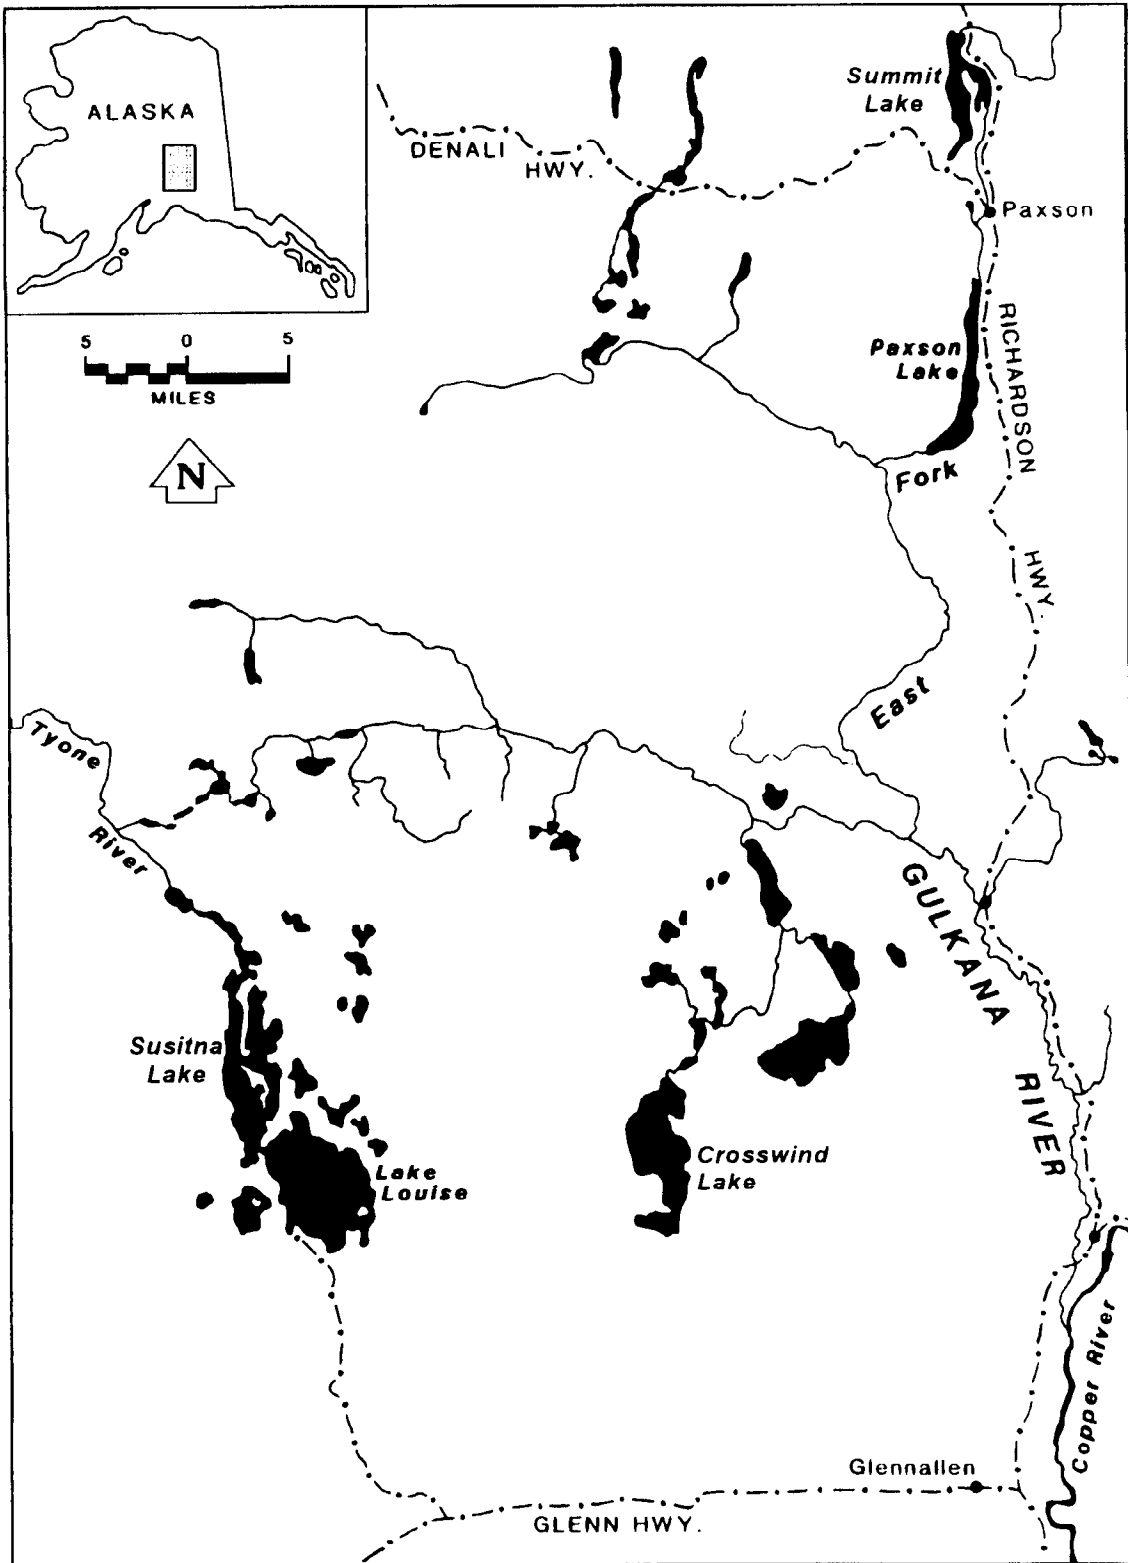 ALASKA
5 0 5
MILES
N
DENALI
HWY.
Summit
Lake
Paxson
Paxson
Lake
RICHARDSON
HWY.
Fork
East
Tyone
River
GULKANA
RIVER
Susitna
Lake
Lake
Louise
Crosswind
Lake
Copper River
Glennallen
GLENN HWY.